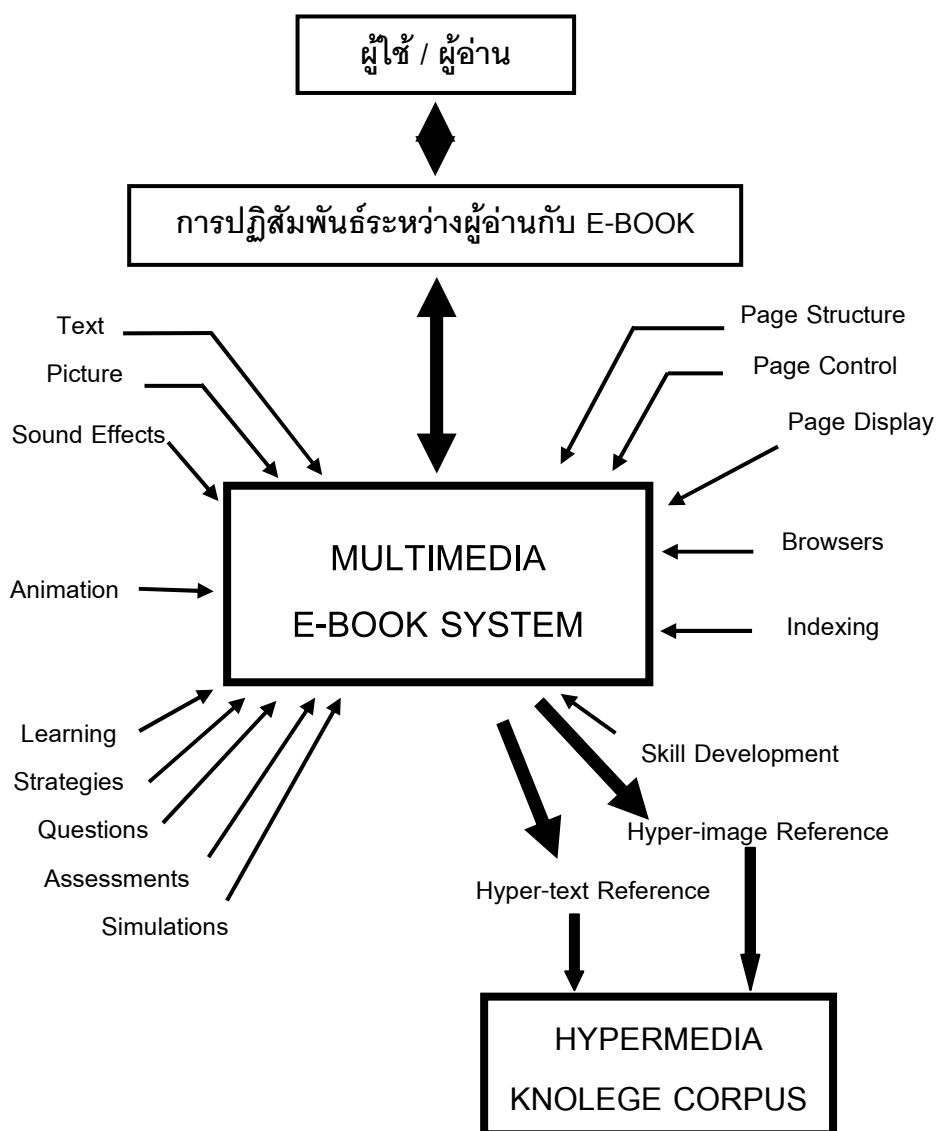 ผู้ใช้ / ผู้อ่าน
การปฏิสัมพันธ์ระหว่างผู้อ่านกับ E-BOOK
Text
Picture
Sound Effects
Animation
Page Structure
Page Control
Page Display
Browsers
Indexing
MULTIMEDIA
E-BOOK SYSTEM
Learning
Strategies
Questions
Assessments
Simulations
Skill Development
Hyper-image Reference
Hyper-text Reference
HYPERMEDIA
KNOLEGE CORPUS